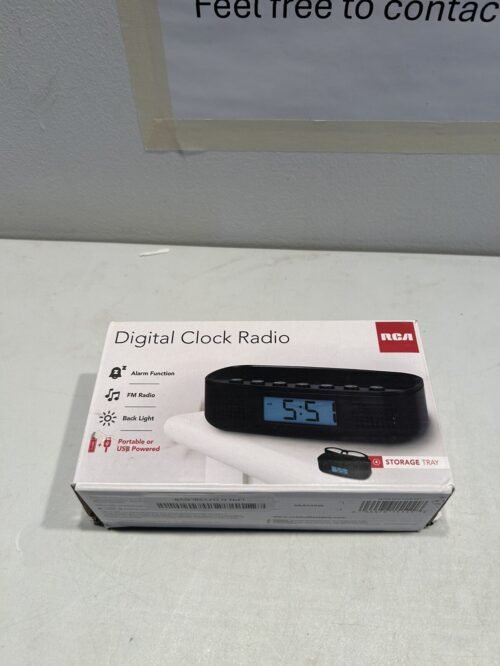 Feel free to contac
Digital Clock Radio
RCA
Alarm Function
FM Radio
Back Light
Portable or
USB Powered
5:5
STORAGE TRAY